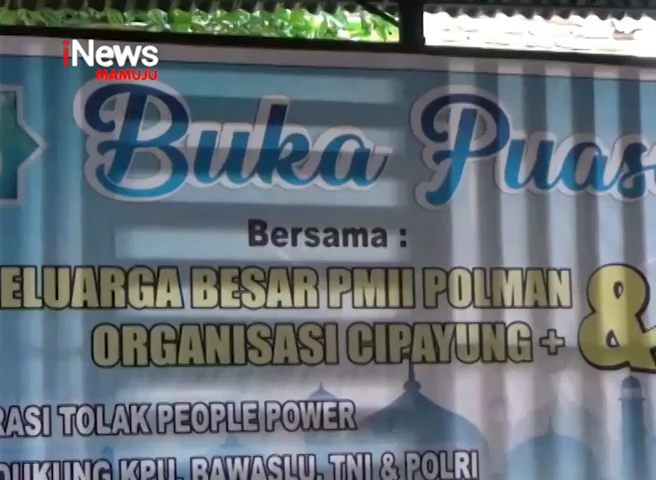 iNews
MAMUJU
Buka Puasa
Bersama :
ELUARGA BESAR PMII POLMAN
ORGANISASI CIPAYUNG + &
RASI TOLAK PEOPLE POWER
DUKUNG KPU, BAWASLU, TNI & POLRI